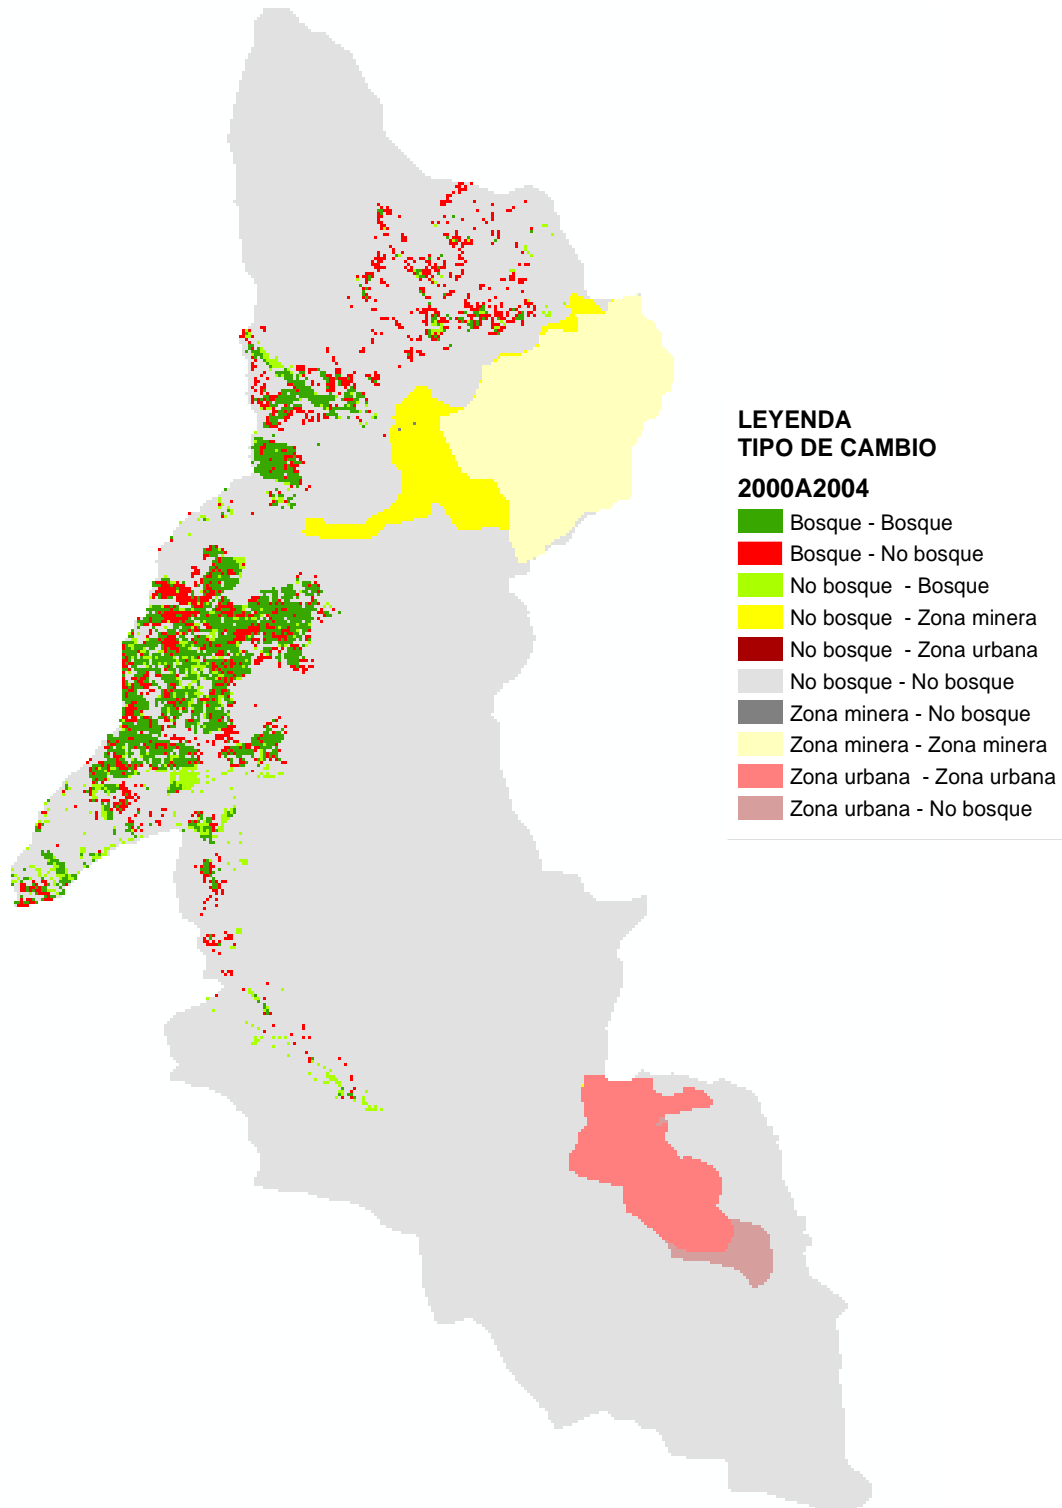 LEYENDA
TIPO DE CAMBIO
2000A2004
Bosque - Bosque
Bosque - No bosque
No bosque - Bosque
No bosque - Zona minera
No bosque - Zona urbana
No bosque - No bosque
Zona minera - No bosque
Zona minera - Zona minera
Zona urbana - Zona urbana
Zona urbana - No bosque